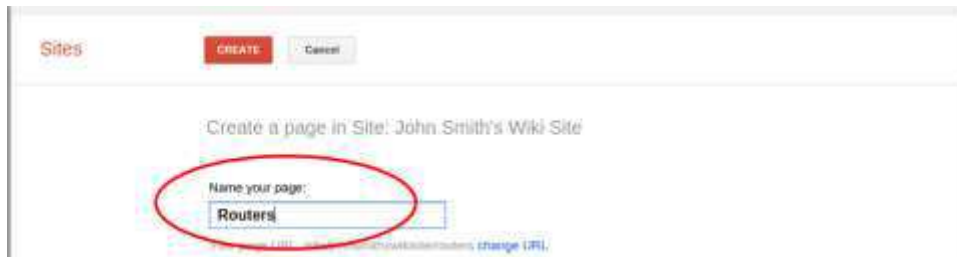 Sites
CREATE Cancel
Create a page in Site: John Smith's Wiki Site
Name your page:
Routers
change URL